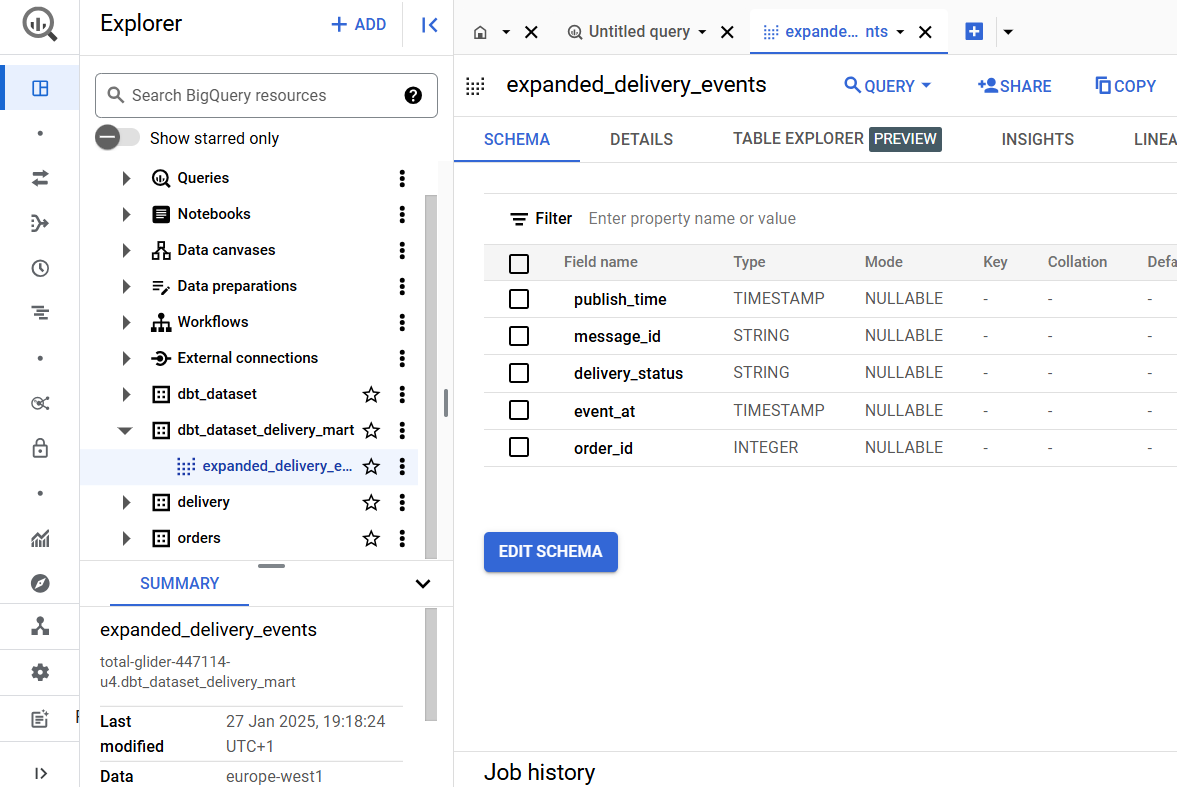 Explorer
+ ADD
Search BigQuery resources
Show starred only
Queries
Notebooks
Data canvases
Data preparations
Workflows
External connections
dbt_dataset
dbt_dataset_delivery_mart
expanded_delivery_e...
delivery
orders
SUMMARY
expanded_delivery_events
total-glider-447114-
u4.dbt_dataset_delivery_mart
Last modified 27 Jan 2025, 19:18:24 UTC+1
Data europe-west1
Untitled query
expande... nts
expanded_delivery_events
QUERY
SHARE
COPY
SCHEMA DETAILS TABLE EXPLORER PREVIEW INSIGHTS LINEA
Filter Enter property name or value
Field name Type Mode Key Collation Defa
publish_time TIMESTAMP NULLABLE - - -
message_id STRING NULLABLE - - -
delivery_status STRING NULLABLE - - -
event_at TIMESTAMP NULLABLE - - -
order_id INTEGER NULLABLE - - -
EDIT SCHEMA
Job history